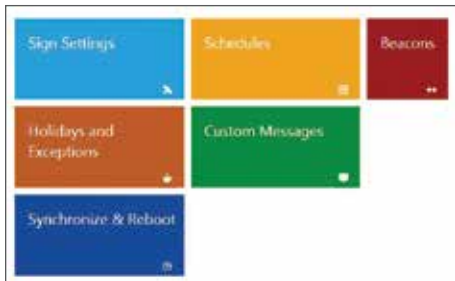 Sign Settings
Schedules
Beacons
Holidays and
Exceptions
Custom Messages
Synchronize & Reboot